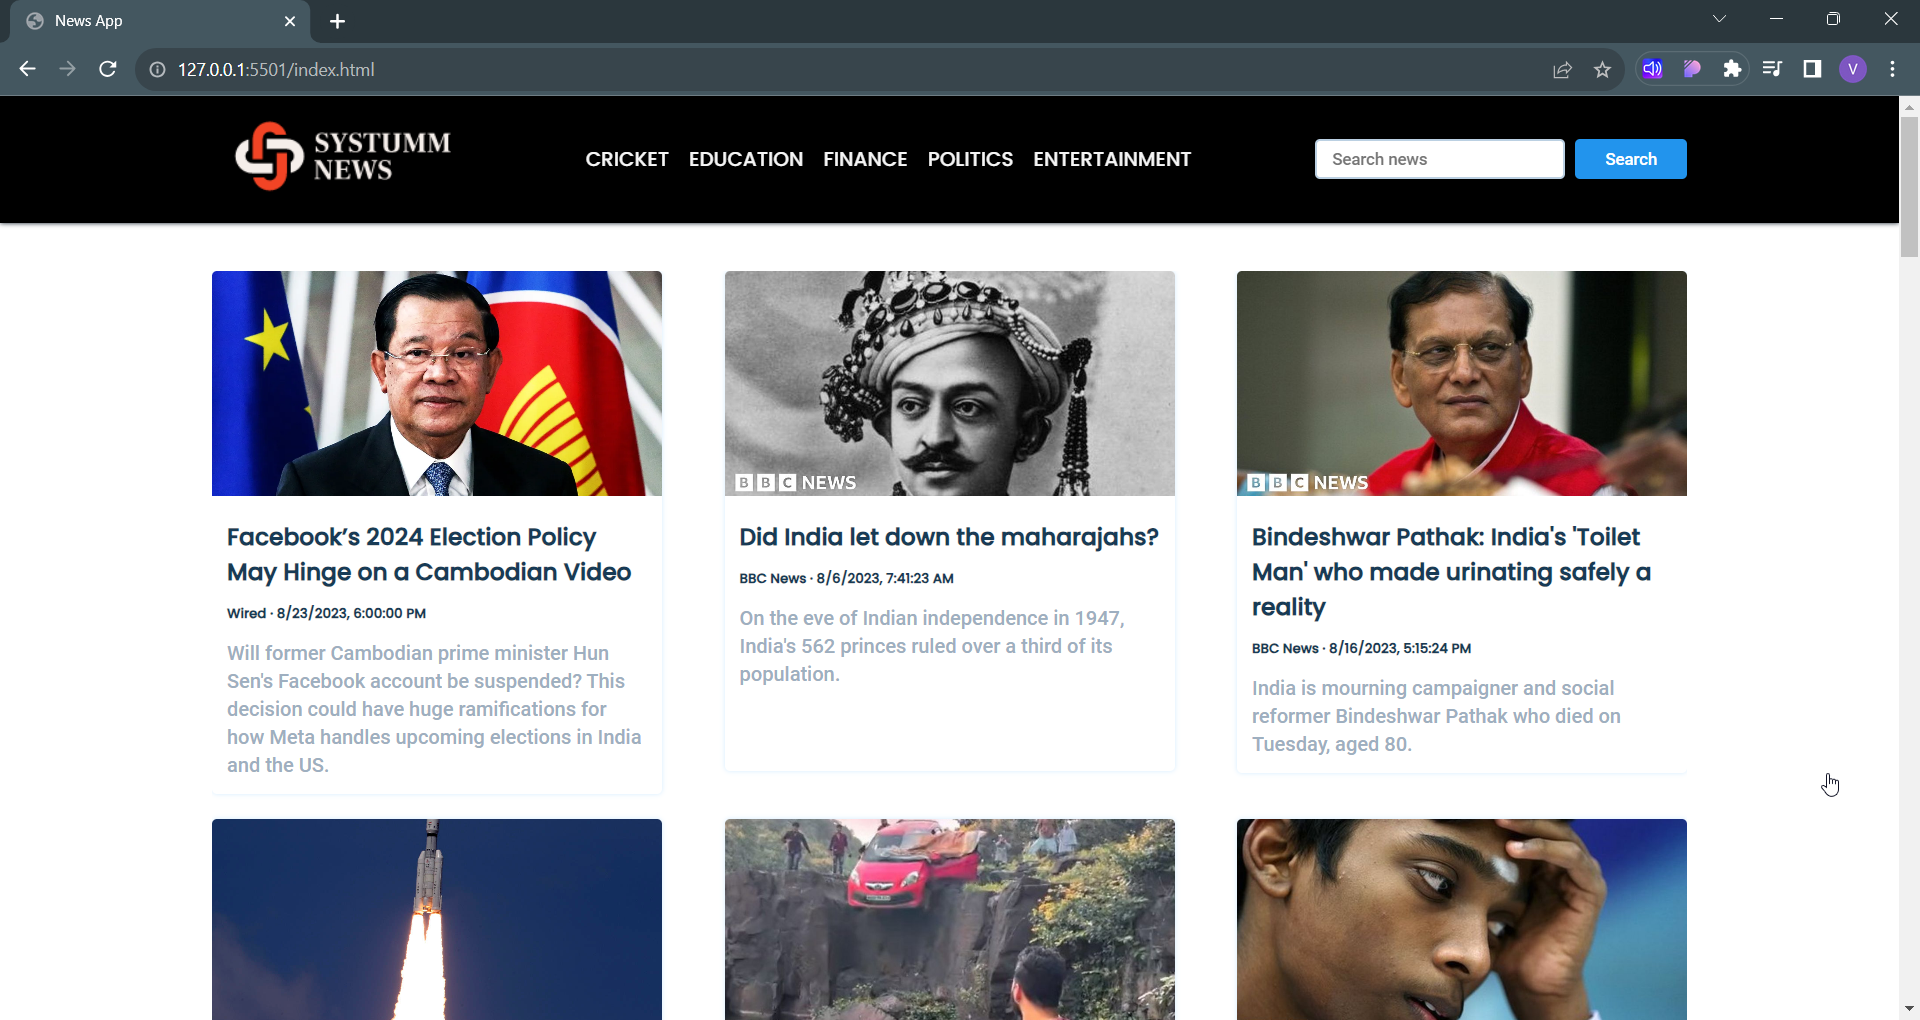 News App
127.0.0.1:5501/index.html
V
SYSTUMM
NEWS
CRICKET EDUCATION FINANCE POLITICS ENTERTAINMENT
Search news
Search
BBC NEWS
BBC NEWS
Facebook’s 2024 Election Policy
May Hinge on a Cambodian Video
Wired · 8/23/2023, 6:00:00 PM
Will former Cambodian prime minister Hun
Sen's Facebook account be suspended? This
decision could have huge ramifications for
how Meta handles upcoming elections in India
and the US.
Did India let down the maharajahs?
BBC News · 8/6/2023, 7:41:23 AM
On the eve of Indian independence in 1947,
India's 562 princes ruled over a third of its
population.
Bindeshwar Pathak: India's 'Toilet
Man' who made urinating safely a
reality
BBC News · 8/16/2023, 5:15:24 PM
India is mourning campaigner and social
reformer Bindeshwar Pathak who died on
Tuesday, aged 80.